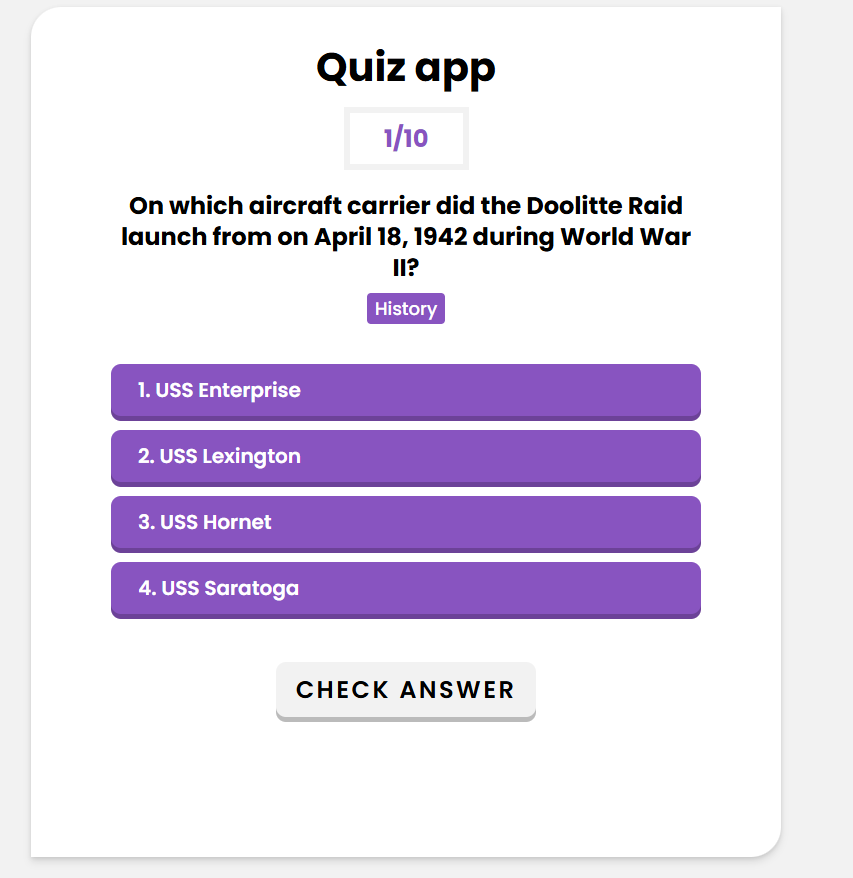 Quiz app
1/10
On which aircraft carrier did the Doolitte Raid
launch from on April 18, 1942 during World War
II?
History
1. USS Enterprise
2. USS Lexington
3. USS Hornet
4. USS Saratoga
CHECK ANSWER